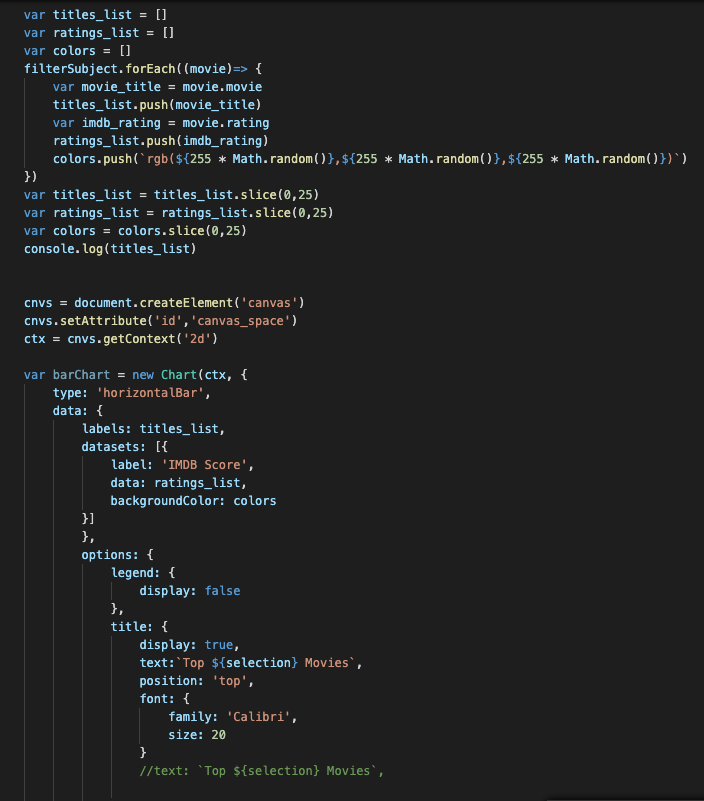 var titles_list = []
var ratings_list = []
var colors = []
filterSubject.forEach((movie)=> {
    var movie_title = movie.movie
    titles_list.push(movie_title)
    var imdb_rating = movie.rating
    ratings_list.push(imdb_rating)
    colors.push(`rgb(${255 * Math.random()},${255 * Math.random()},${255 * Math.random()})`)
})
var titles_list = titles_list.slice(0,25)
var ratings_list = ratings_list.slice(0,25)
var colors = colors.slice(0,25)
console.log(titles_list)
cnvs = document.createElement('canvas')
cnvs.setAttribute('id','canvas_space')
ctx = cnvs.getContext('2d')
var barChart = new Chart(ctx, {
    type: 'horizontalBar',
    data: {
        labels: titles_list,
        datasets: [{
            label: 'IMDB Score',
            data: ratings_list,
            backgroundColor: colors
        }]
        },
        options: {
            legend: {
                display: false
            },
            title: {
                display: true,
                text:`Top ${selection} Movies`,
                position: 'top',
                font: {
                    family: 'Calibri',
                    size: 20
                }
                //text: `Top ${selection} Movies`,